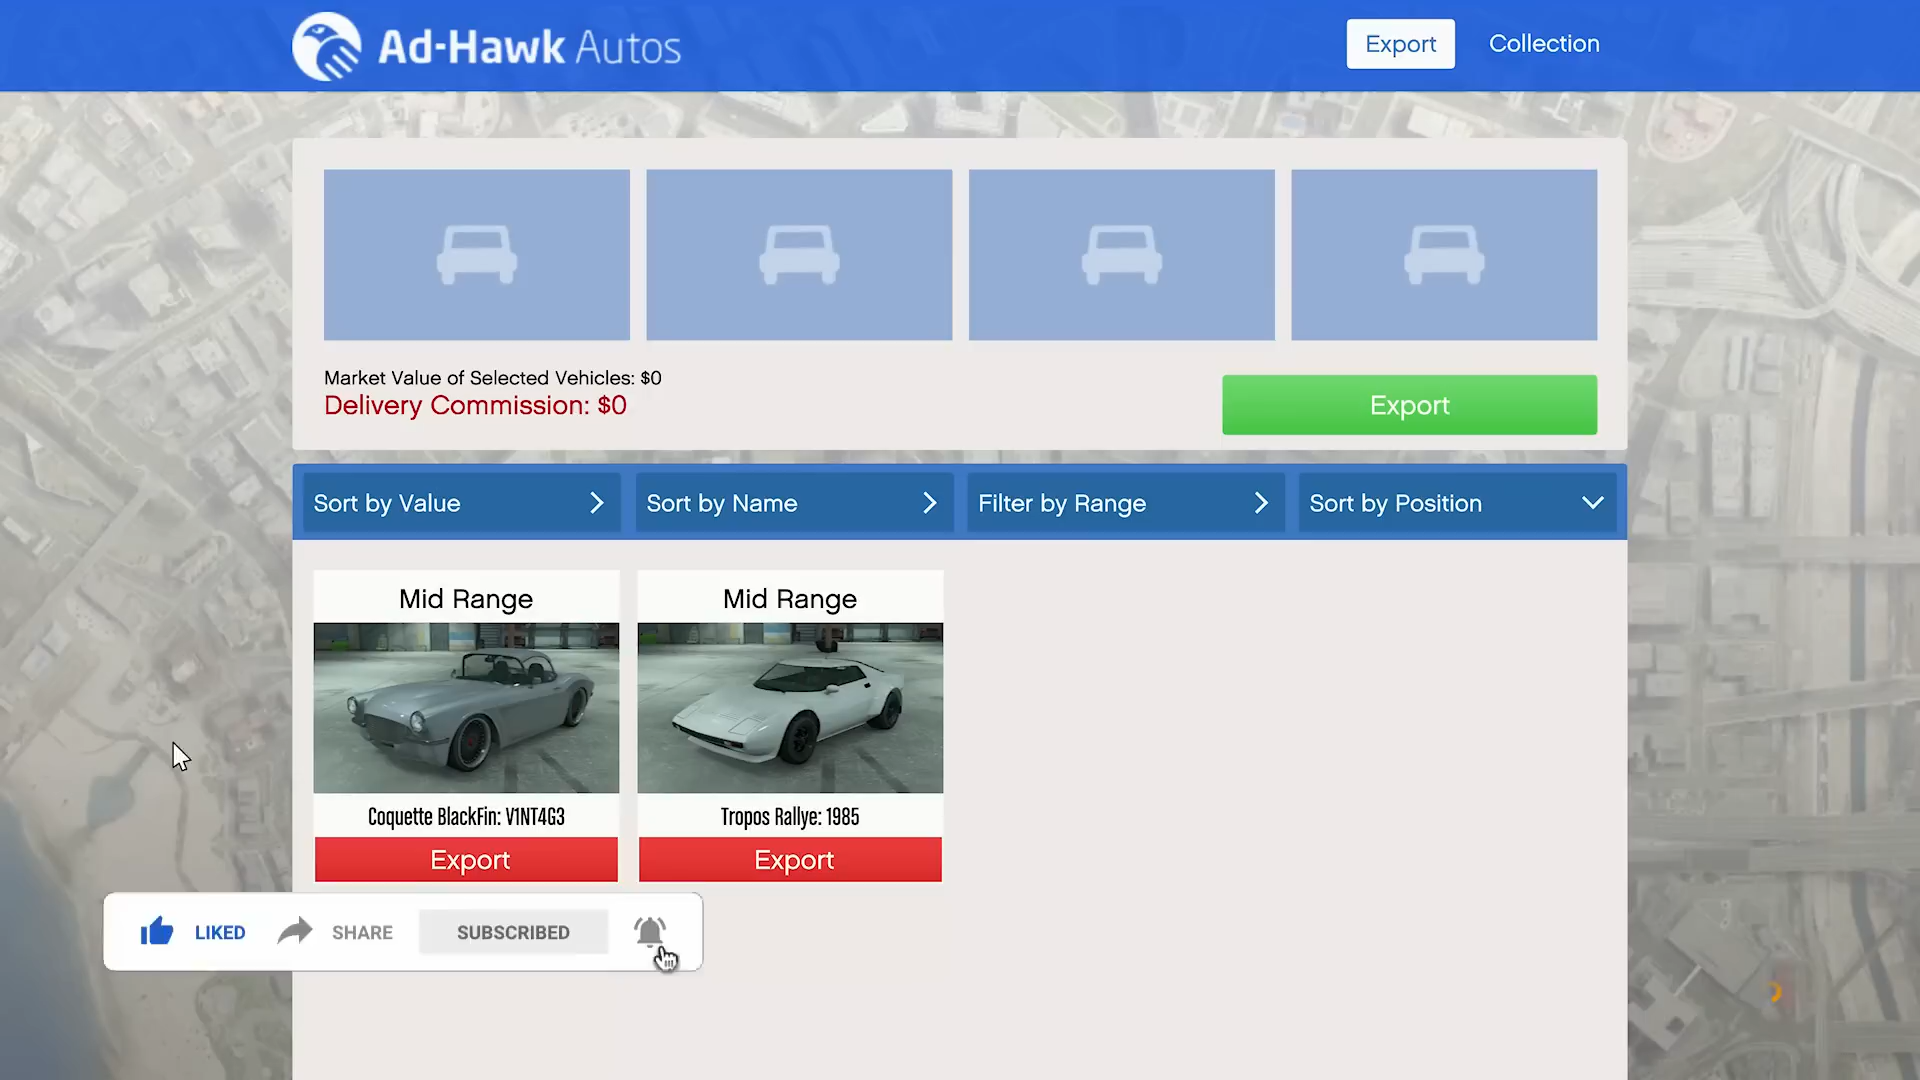 Ad-Hawk Autos
Export
Collection
Market Value of Selected Vehicles: $0
Delivery Commission: $0
Export
Sort by Value
Sort by Name
Filter by Range
Sort by Position
Mid Range
Mid Range
Coquette BlackFin: V1NT4G3
Tropos Rallye: 1985
Export
Export
LIKED
SHARE
SUBSCRIBED